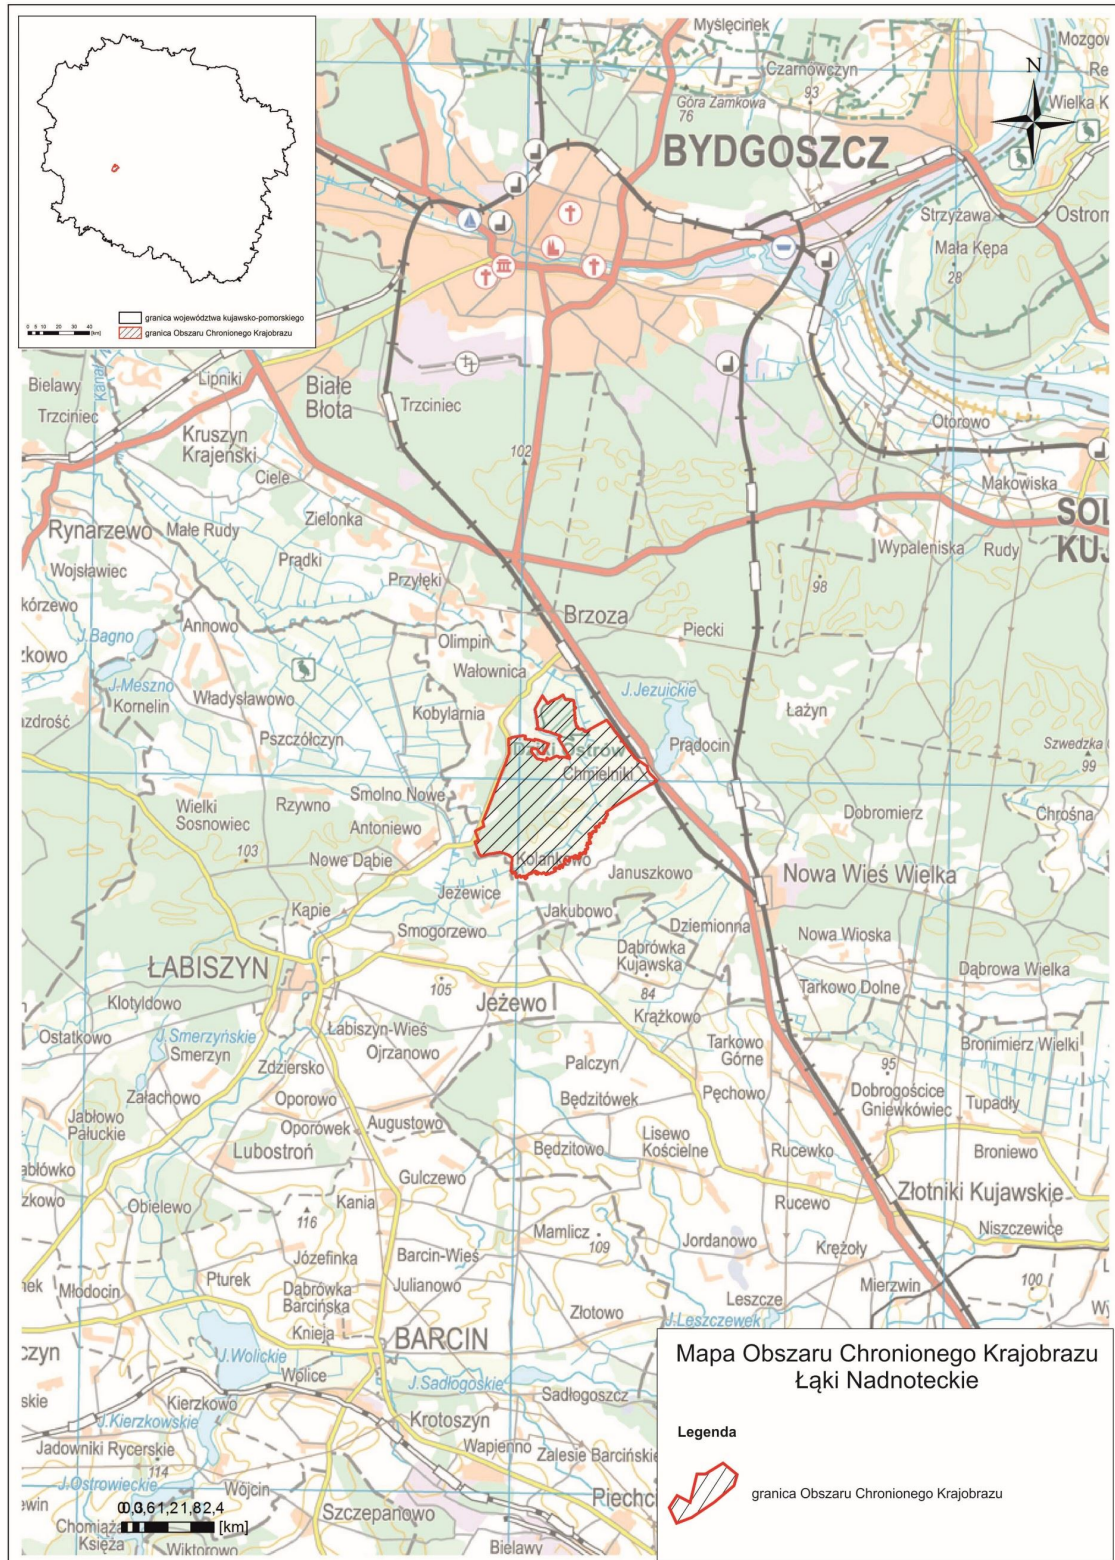 Myślęcinek
Czarnówczyn
93
Góra Zamkowa
76
N
BYDGOSZCZ
Strzyżawa
Mała Kępa
28
granica województwa kujawsko-pomorskiego
granica Obszaru Chronionego Krajobrazu
[km]
Bielawy
Lipniki
Trzciniec
Białe
Błota
Trzciniec
Kruszyn
Krajeński
Otorowo
102
Ciele
Makowiska
Rynarzewo
Małe Rudy
Zielonka
Prądki
Wypaleniska
Rudy
Wojsławiec
Przyłęki
98
Brzoza
Piecki
J.Bagno
Annowo
Olimpin
Wałownica
J.Meszno
Kornelin
Władysławowo
Kobylarnia
J.Jezuickie
Łażyn
Pszczółczyn
Prądocin
Dziki Ostrów
Chmielniki
99
Smolno Nowe
Rzywno
Wielki
Sosnowiec
Dobromierz
Chrośna
Antoniewo
103
Nowe Dąbie
Kolankowo
Januszkowo
Nowa Wieś Wielka
Jeżewice
Kąpie
Jakubowo
Smogorzewo
Dziemionna
Nowa Wioska
Dąbrówka
Kujawska
ŁABISZYN
105
Jeżewo
84
Dąbrowa Wielka
Tarkowo Dolne
Klotyldowo
Krążkowo
Ostatkowo
J.Smerzyńskie
Smerzyn
Łabiszyn-Wieś
Ojrzanowo
Tarkowo
Górne
Bronimierz Wielki
Zdziersko
Palczyn
95
Załachowo
Oporowo
Będzitówek
Pęchowo
Dobrogościce
Gniewkówiec
Tupadły
Jabłowo
Pałuckie
Oporówek
Augustowo
Lubostroń
Będzitowo
Lisewo
Kościelne
Rucewko
Broniewo
Gulczewo
Obielewo
Kania
Rucewo
Złotniki Kujawskie
116
Mamlicz
109
Jordanowo
Niszczewice
Józefinka
Barcin-Wieś
Krężoły
Pturek
Młodocin
Dąbrówka
Barcińska
Julianowo
Leszcze
Mierzwin
100
Złotowo
J.Leszczewek
Knieja
BARCIN
J.Wolickie
Wolice
J.Sadłogoskie
Sadłogoszcz
Kierzkowo
J.Kierzkowskie
Krotoszyn
Jadowniki Rycerskie
Wapienno
Zalesie Barcińskie
114
J.Ostrowieckie
Wójcin
[km]
Szczepanowo
Chomiąża
Księża
Wiktorowo
Bielawy
Mapa Obszaru Chronionego Krajobrazu
Łąki Nadnoteckie
Legenda
granica Obszaru Chronionego Krajobrazu